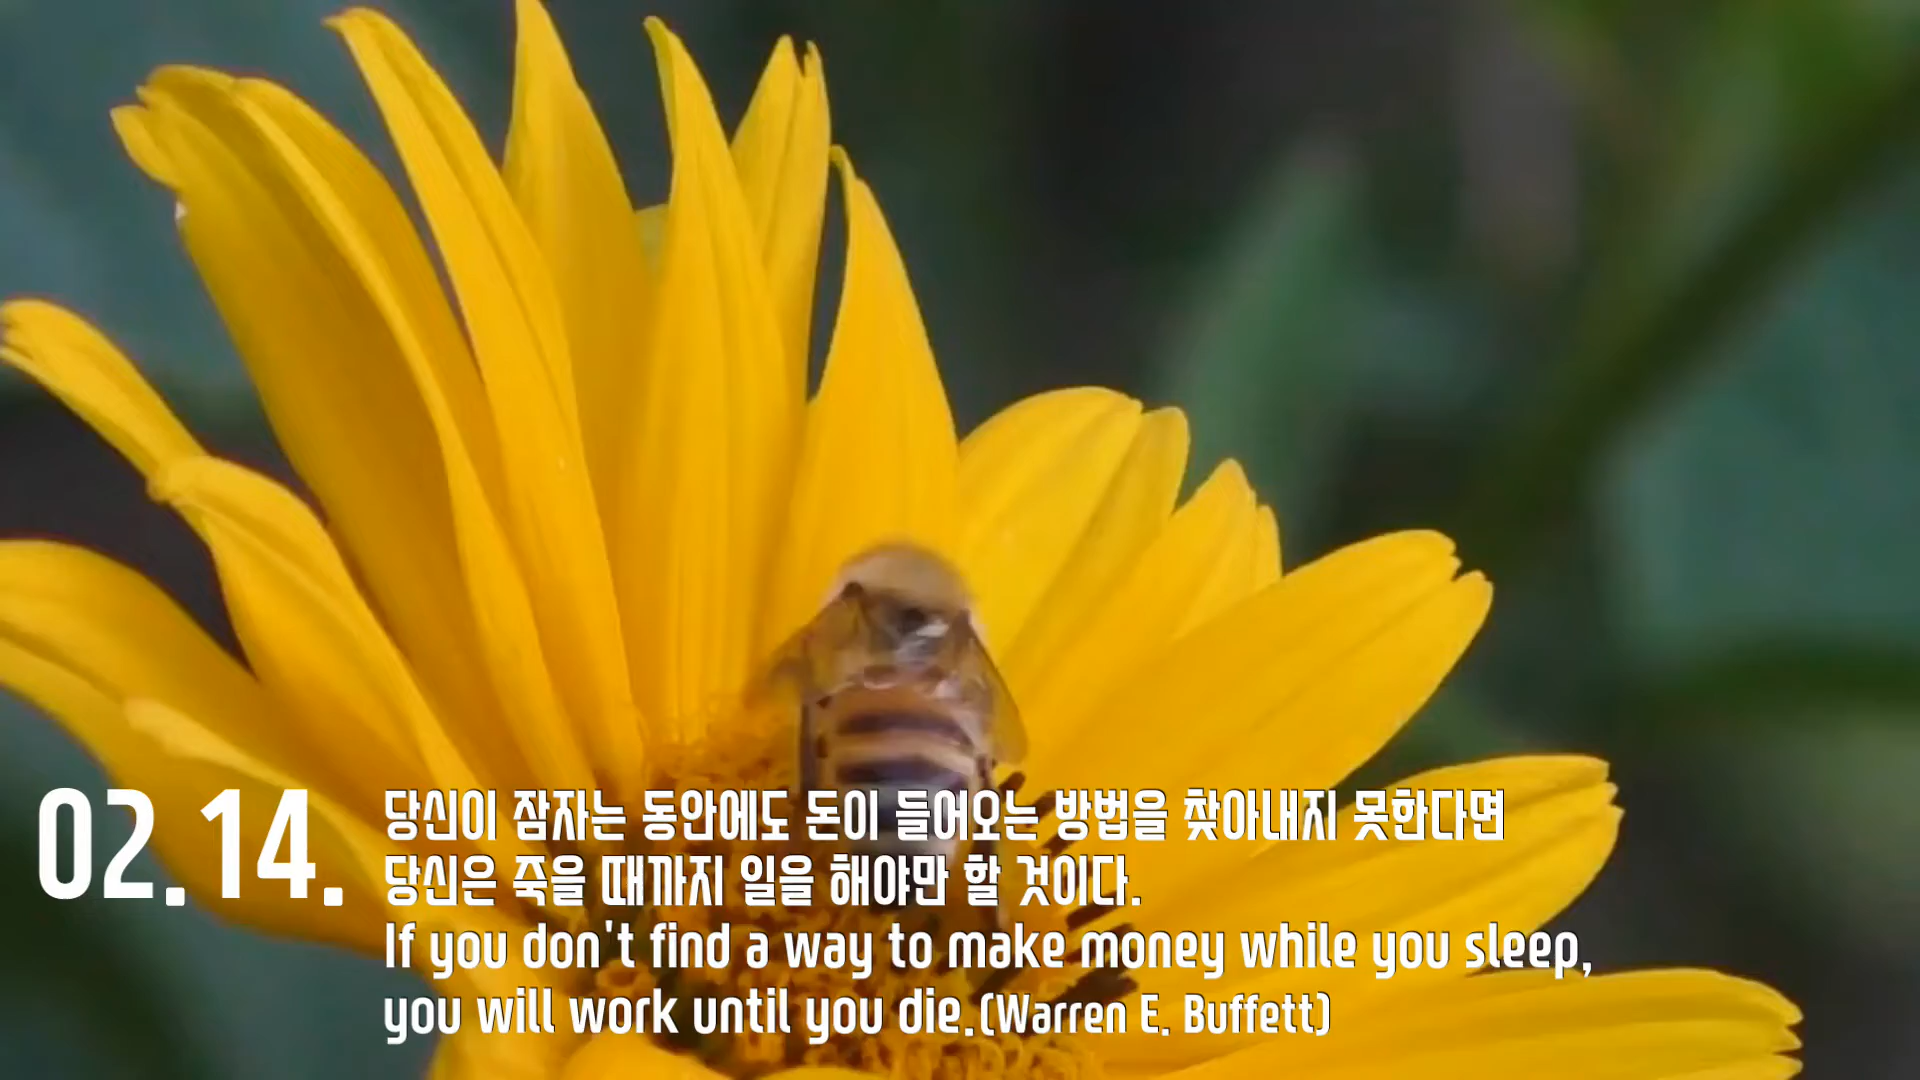 02.14.
당신이 잠자는 동안에도 돈이 들어오는 방법을 찾아내지 못한다면
당신은 죽을 때까지 일을 해야만 할 것이다.
If you don't find a way to make money while you sleep,
you will work until you die.(Warren E. Buffett)